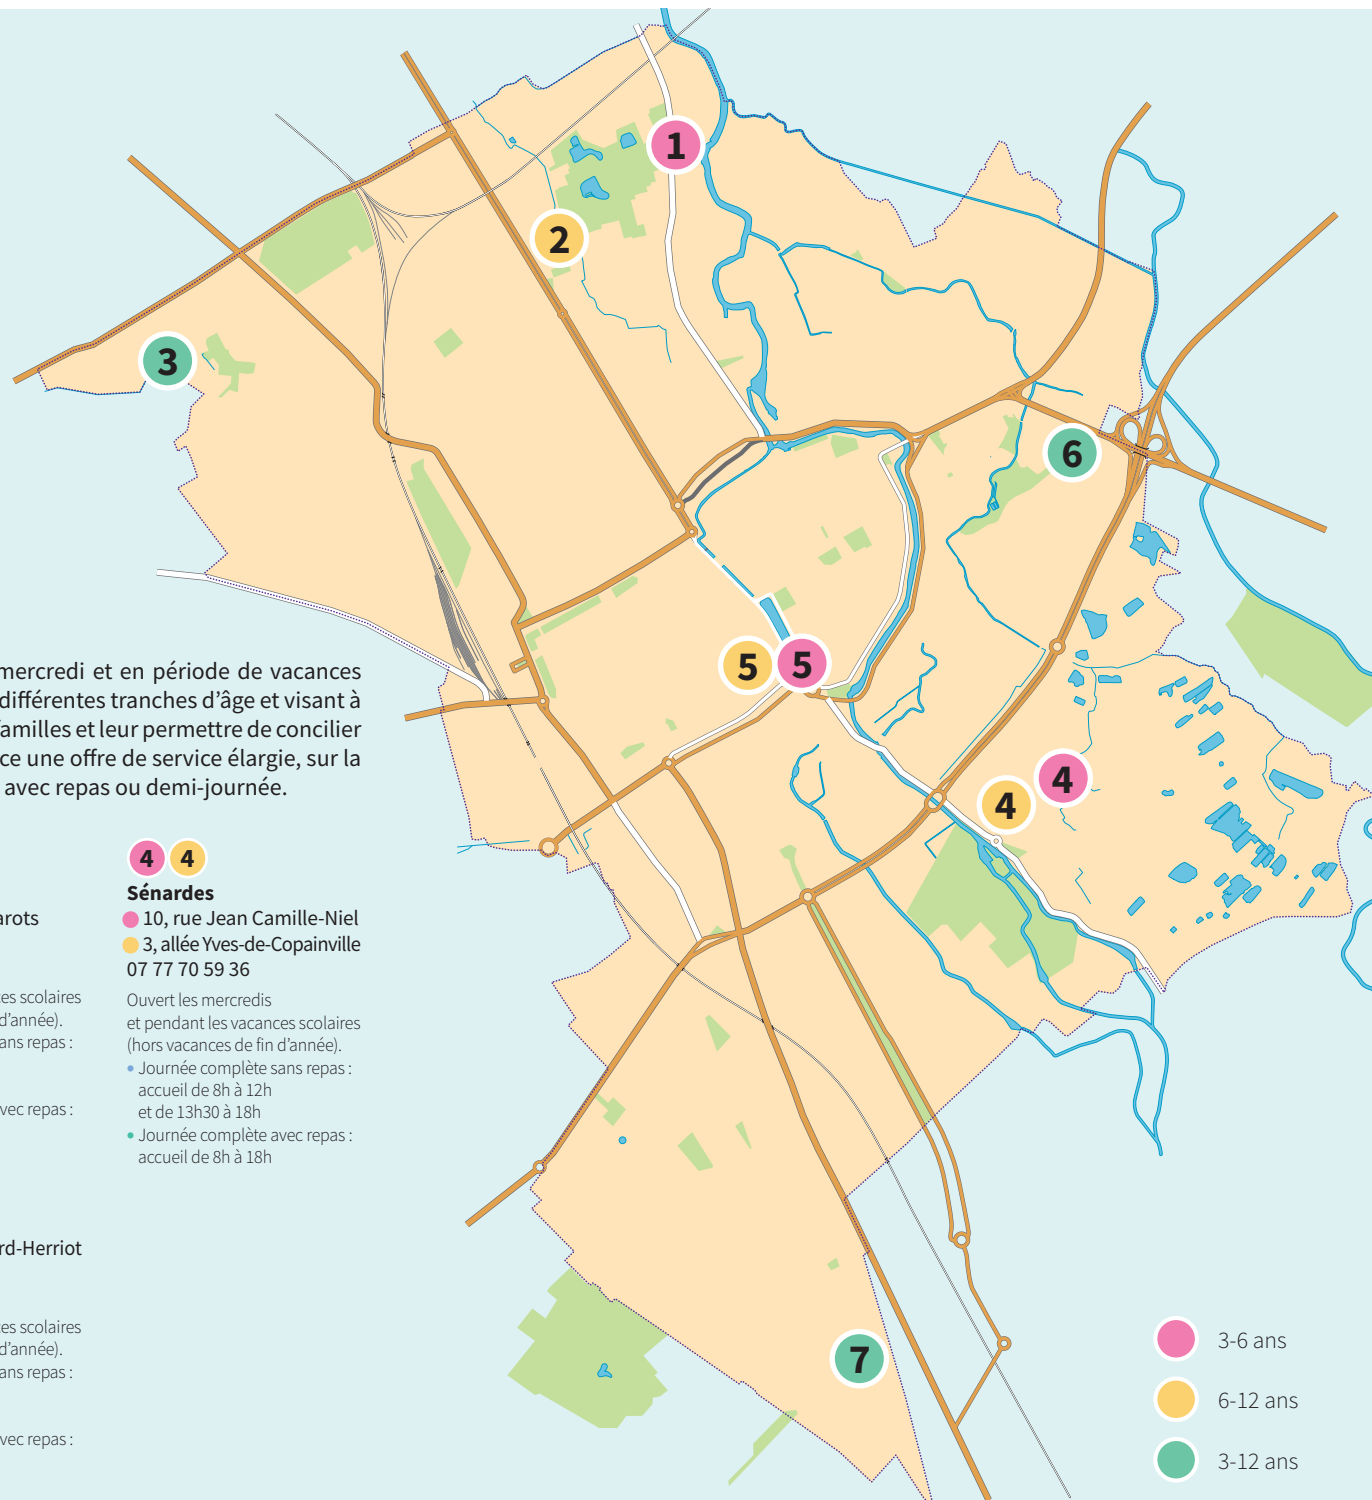 1
2
3
6
5
5
4
4
7
mercredi et en période de vacances
différentes tranches d’âge et visant à
familles et leur permettre de concilier
ce une offre de service élargie, sur la
avec repas ou demi-journée.
4 4
Sénardes
10, rue Jean Camille-Niel
3, allée Yves-de-Copainville
07 77 70 59 36
Ouvert les mercredis
et pendant les vacances scolaires
(hors vacances de fin d’année).
• Journée complète sans repas :
accueil de 8h à 12h
et de 13h30 à 18h
• Journée complète avec repas :
accueil de 8h à 18h
arots
es scolaires
d’année).
ans repas :
vec repas :
rd-Herriot
es scolaires
d’année).
ans repas :
vec repas :
3-6 ans
6-12 ans
3-12 ans